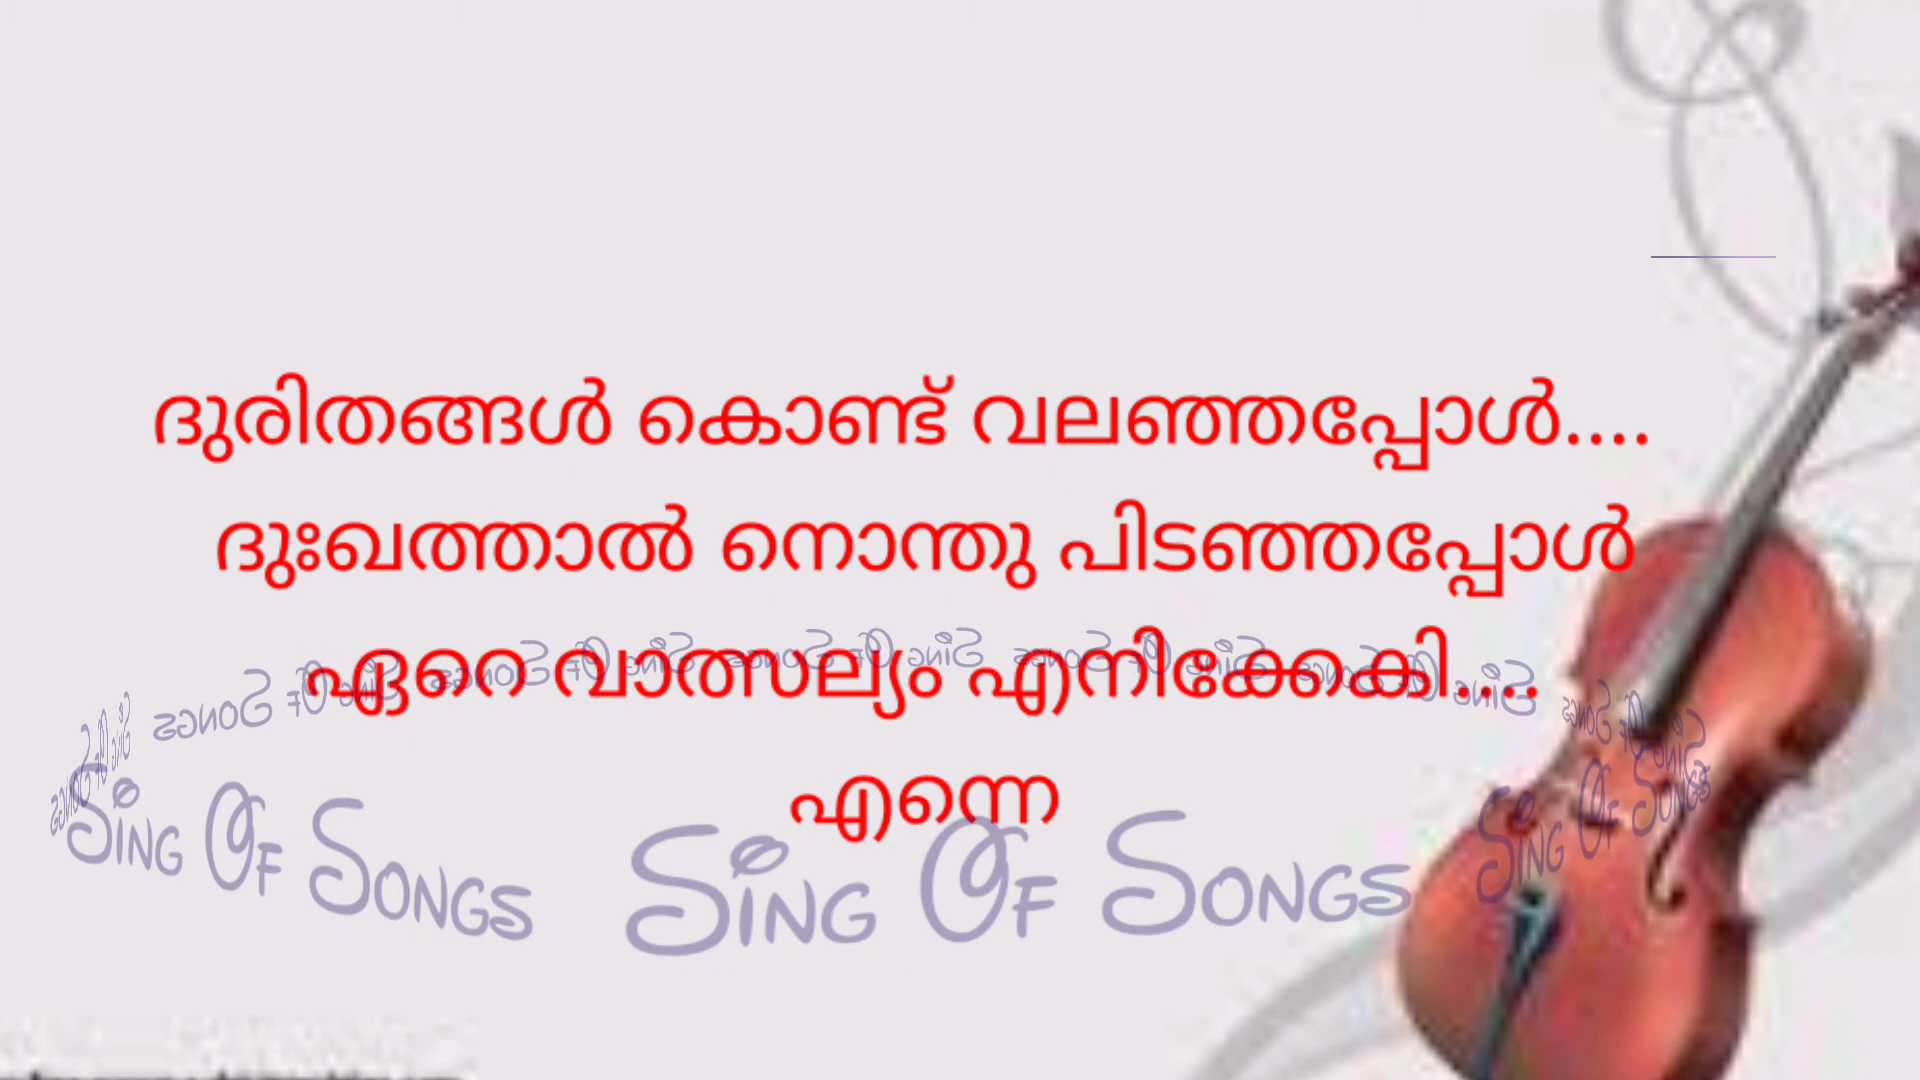 ദുരിതങ്ങൾ കൊണ്ട് വലഞ്ഞപ്പോൾ....
ദുഃഖത്താൽ നൊന്തു പിടഞ്ഞപ്പോൾ
ഏറെ വാത്സല്യം എനിക്കേകി....
എന്നെ
Sing Of Songs Sing Of Songs Sing Of Songs